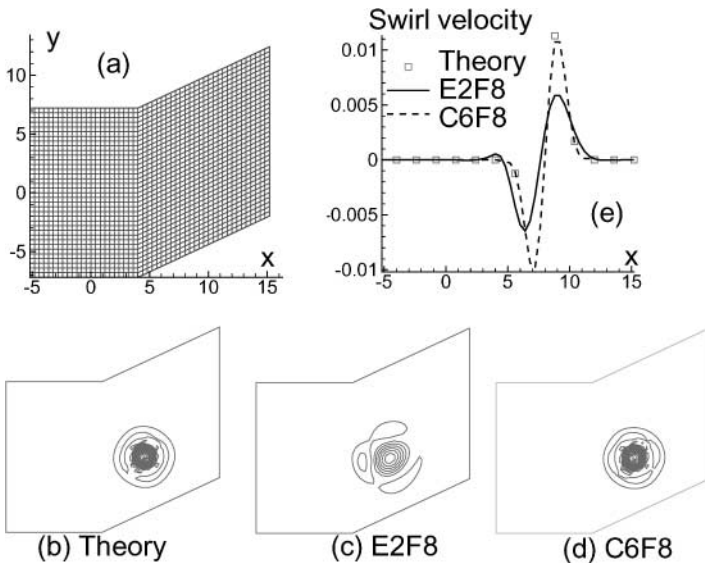 y
(a)
10
5
0
-5
x
-5
0
5
10
15
Swirl velocity
0.01
0.005
0
-0.005
-0.01
Theory
E2F8
C6F8
(e)
x
-5
0
5
10
15
(b) Theory
(c) E2F8
(d) C6F8